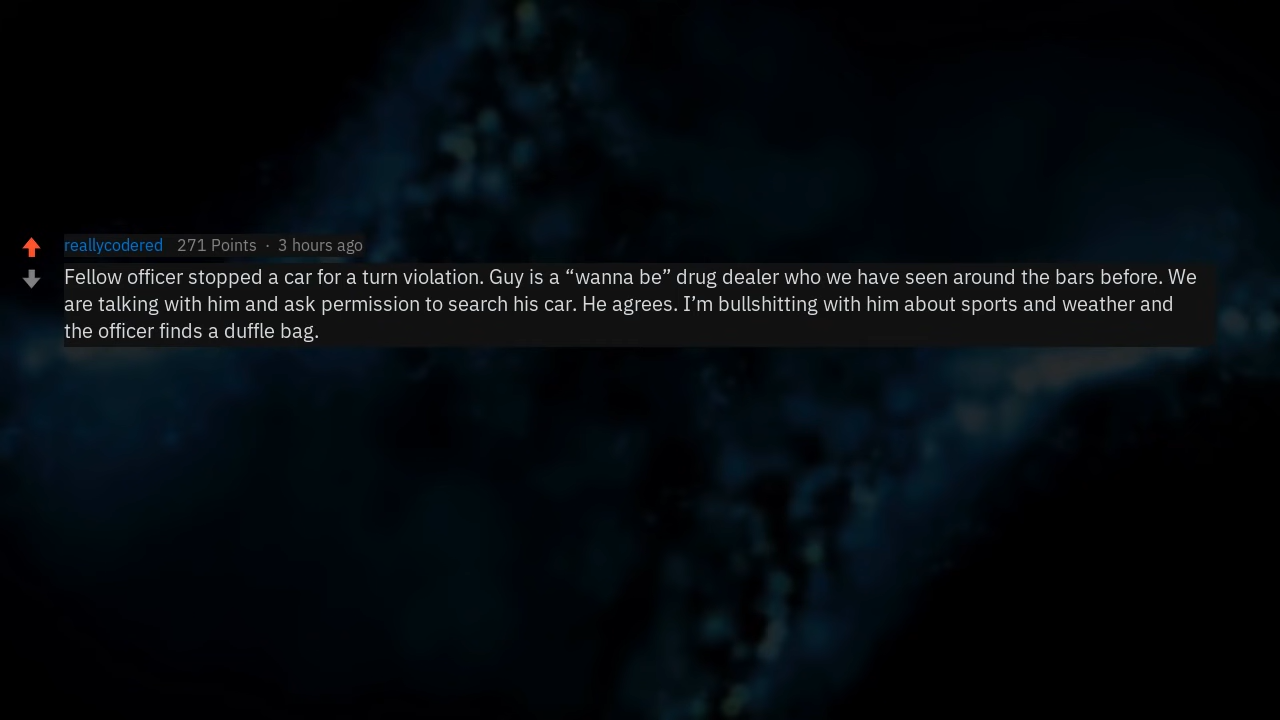 reallycodered 271 Points · 3 hours ago
Fellow officer stopped a car for a turn violation. Guy is a “wanna be” drug dealer who we have seen around the bars before. We
are talking with him and ask permission to search his car. He agrees. I’m bullshitting with him about sports and weather and
the officer finds a duffle bag.